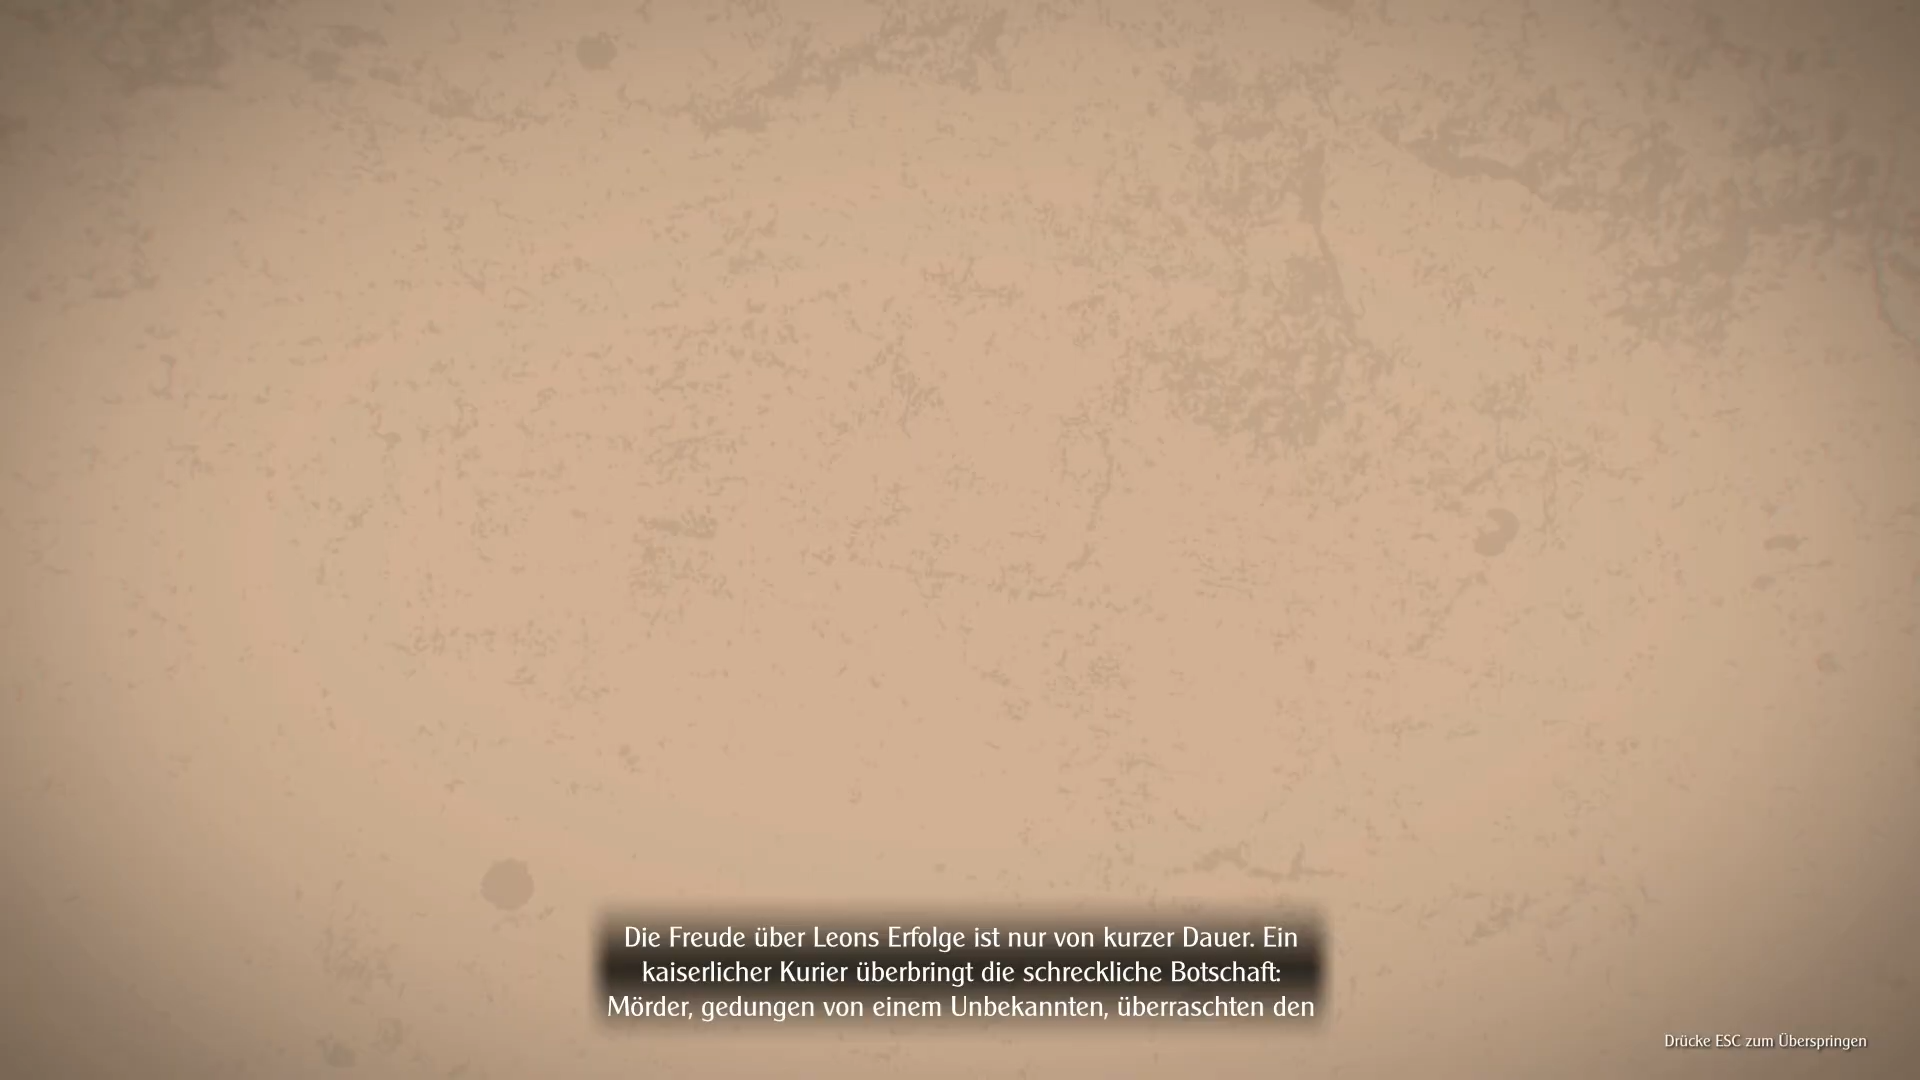 Die Freude über Leons Erfolge ist nur von kurzer Dauer. Ein
kaiserlicher Kurier überbringt die schreckliche Botschaft:
Mörder, gedungen von einem Unbekannten, überraschten den
Drücke ESC zum Überspringen